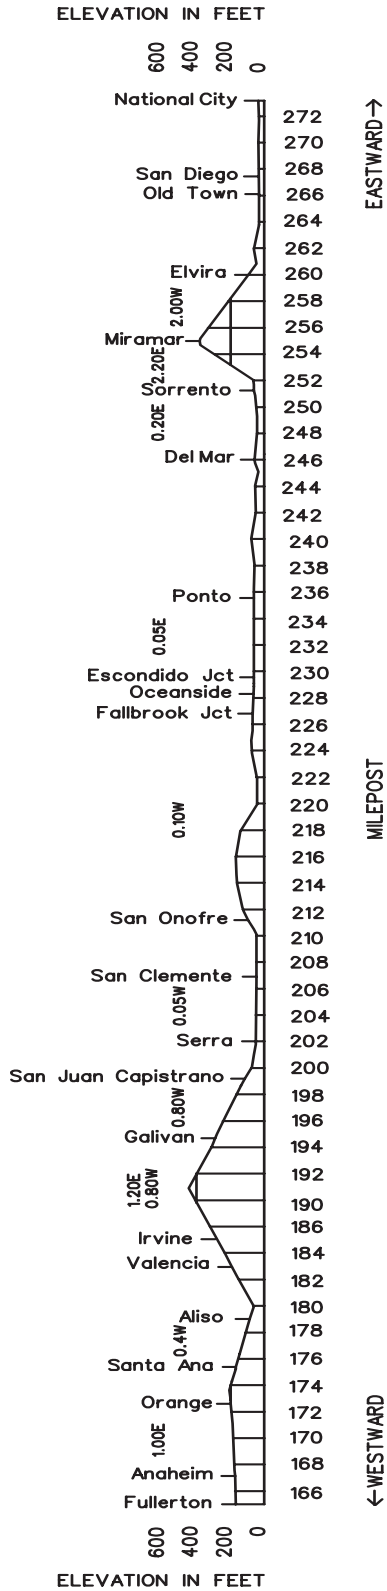 ELEVATION IN FEET
600 400 200 0
National City
272
EASTWARD→
270
268
San Diego
Old Town
266
264
262
Elvira
260
2.00W
258
256
Miramar
254
2.20E
252
Sorrento
0.20E
250
248
Del Mar
246
244
242
240
238
Ponto
236
234
0.05E
232
Escondido Jct
230
Oceanside
228
Fallbrook Jct
226
224
222
220
MILEPOST
0.10W
218
216
214
San Onofre
212
210
208
San Clemente
206
0.05W
204
Serra
202
200
San Juan Capistrano
198
0.80W
196
Galivan
194
1.20E
0.80W
192
190
186
Irvine
184
Valencia
182
180
Aliso
178
0.4W
176
Santa Ana
174
Orange
172
1.00E
170
168
Anaheim
166
←WESTWARD
Fullerton
600 400 200 0
ELEVATION IN FEET